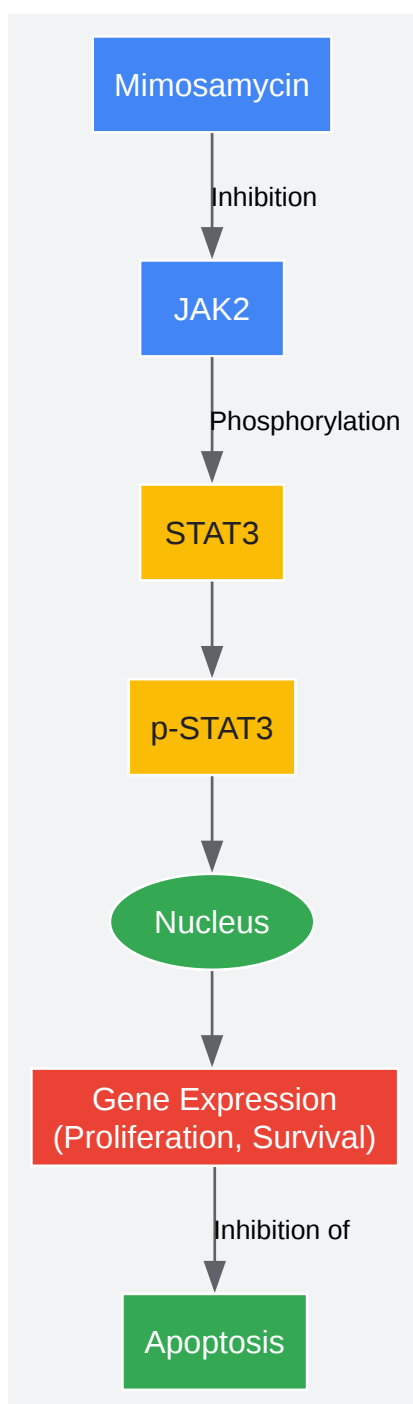 Mimosamycin
Inhibition
JAK2
Phosphorylation
STAT3
p-STAT3
Nucleus
Gene Expression
(Proliferation, Survival)
Inhibition of
Apoptosis